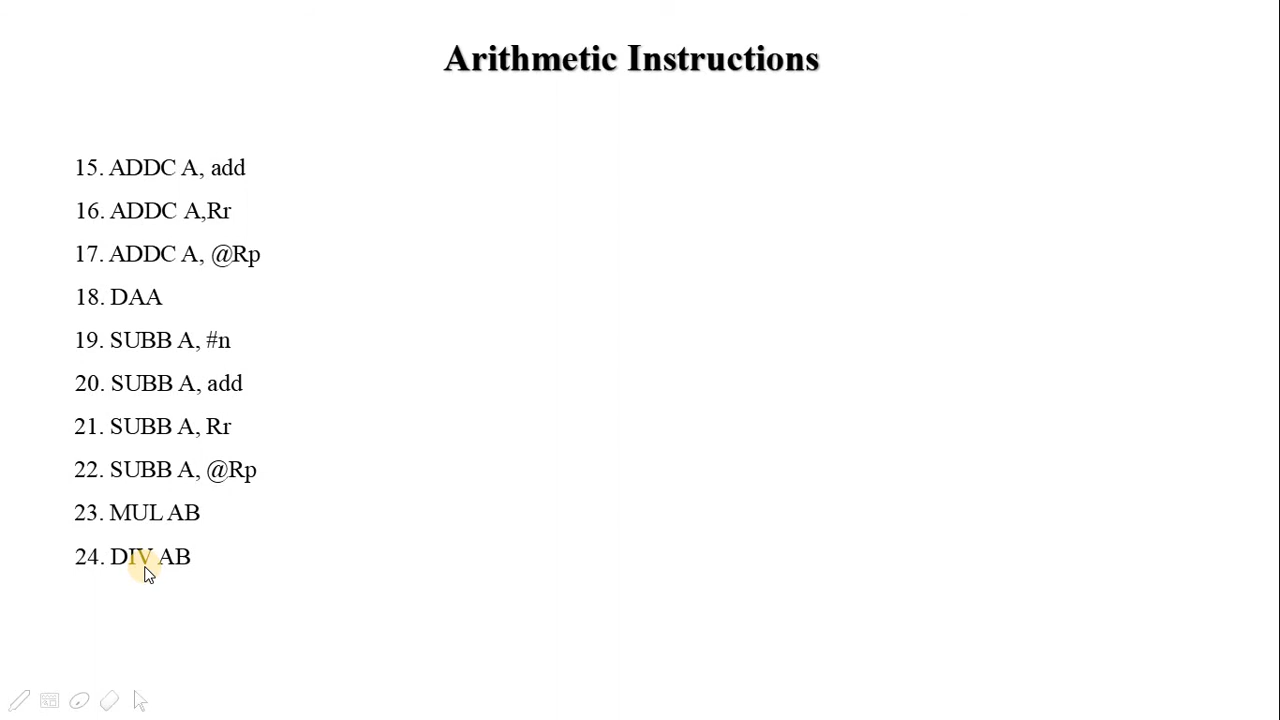 Arithmetic Instructions
15. ADDC A, add
16. ADDC A,Rr
17. ADDC A, @Rp
18. DAA
19. SUBB A, #n
20. SUBB A, add
21. SUBB A, Rr
22. SUBB A, @Rp
23. MUL AB
24. DIV AB